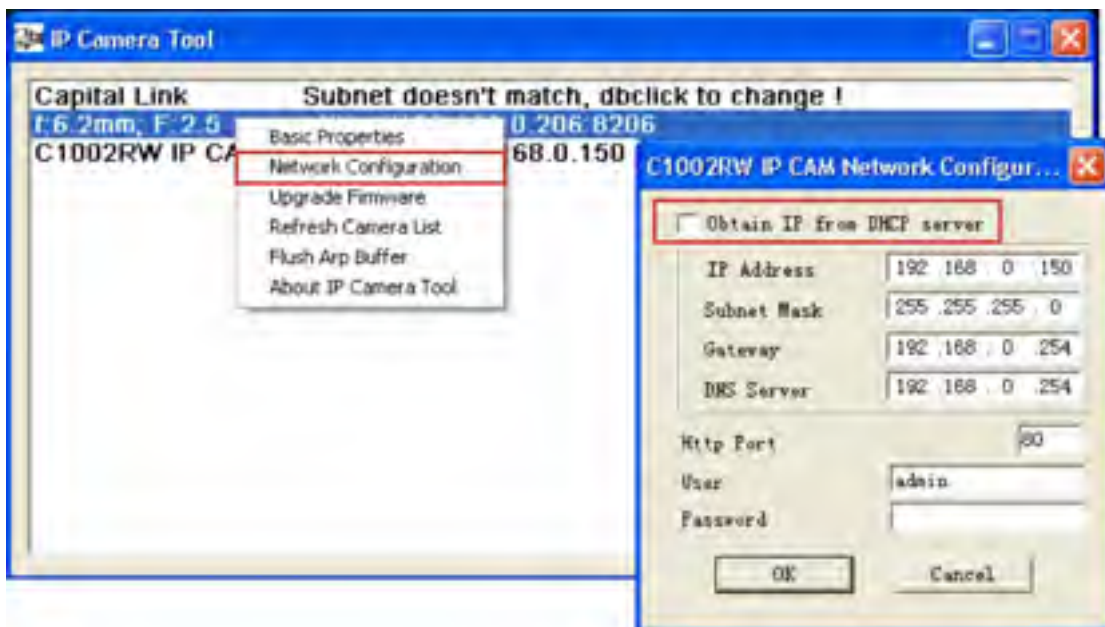 IP Camera Tool
Capital Link Subnet doesn't match, dbclick to change !
f:6.2mm, F:2.5 0.206:8206
C1002RW IP CA 68.0.150
Basic Properties
Network Configuration
Upgrade Firmware
Refresh Camera List
Flush Arp Buffer
About IP Camera Tool
C1002RW IP CAM Network Configur...
Obtain IP from DHCP server
IP Address 192 .168 . 0 .150
Subnet Mask 255 .255 .255 . 0
Gateway 192 .168 . 0 .254
DNS Server 192 .168 . 0 .254
Http Port 80
User admin
Password
OK Cancel